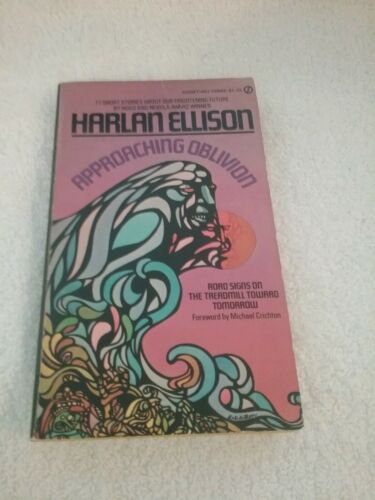 11 SHORT STORIES ABOUT OUR FRIGHTENING FUTURE
BY HUGO AND NEBULA AWARD WINNER
HARLAN ELLISON
APPROACHING OBLIVION
ROAD SIGNS ON
THE TREADMILL TOWARD
TOMORROW
Foreword by Michael Crichton